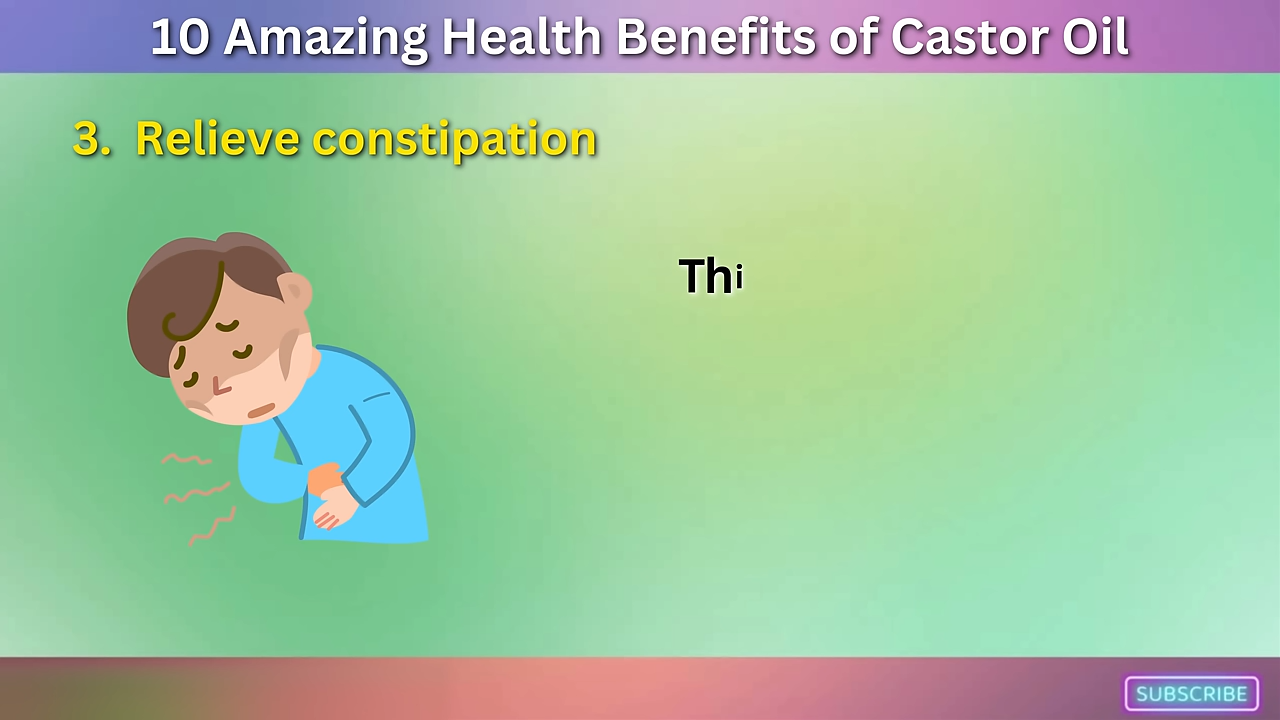 10 Amazing Health Benefits of Castor Oil
3. Relieve constipation
Thi
SUBSCRIBE